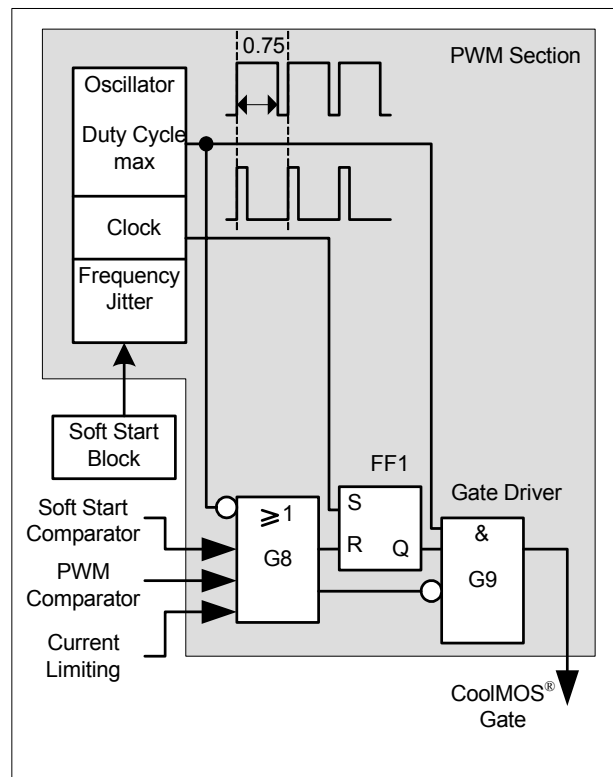 0.75
PWM Section
Oscillator
Duty Cycle
max
Clock
Frequency
Jitter
Soft Start
Block
FF1
Gate Driver
Soft Start
Comparator
PWM
Comparator
Current
Limiting
≥1
G8
S
R
Q
&
G9
CoolMOS®
Gate